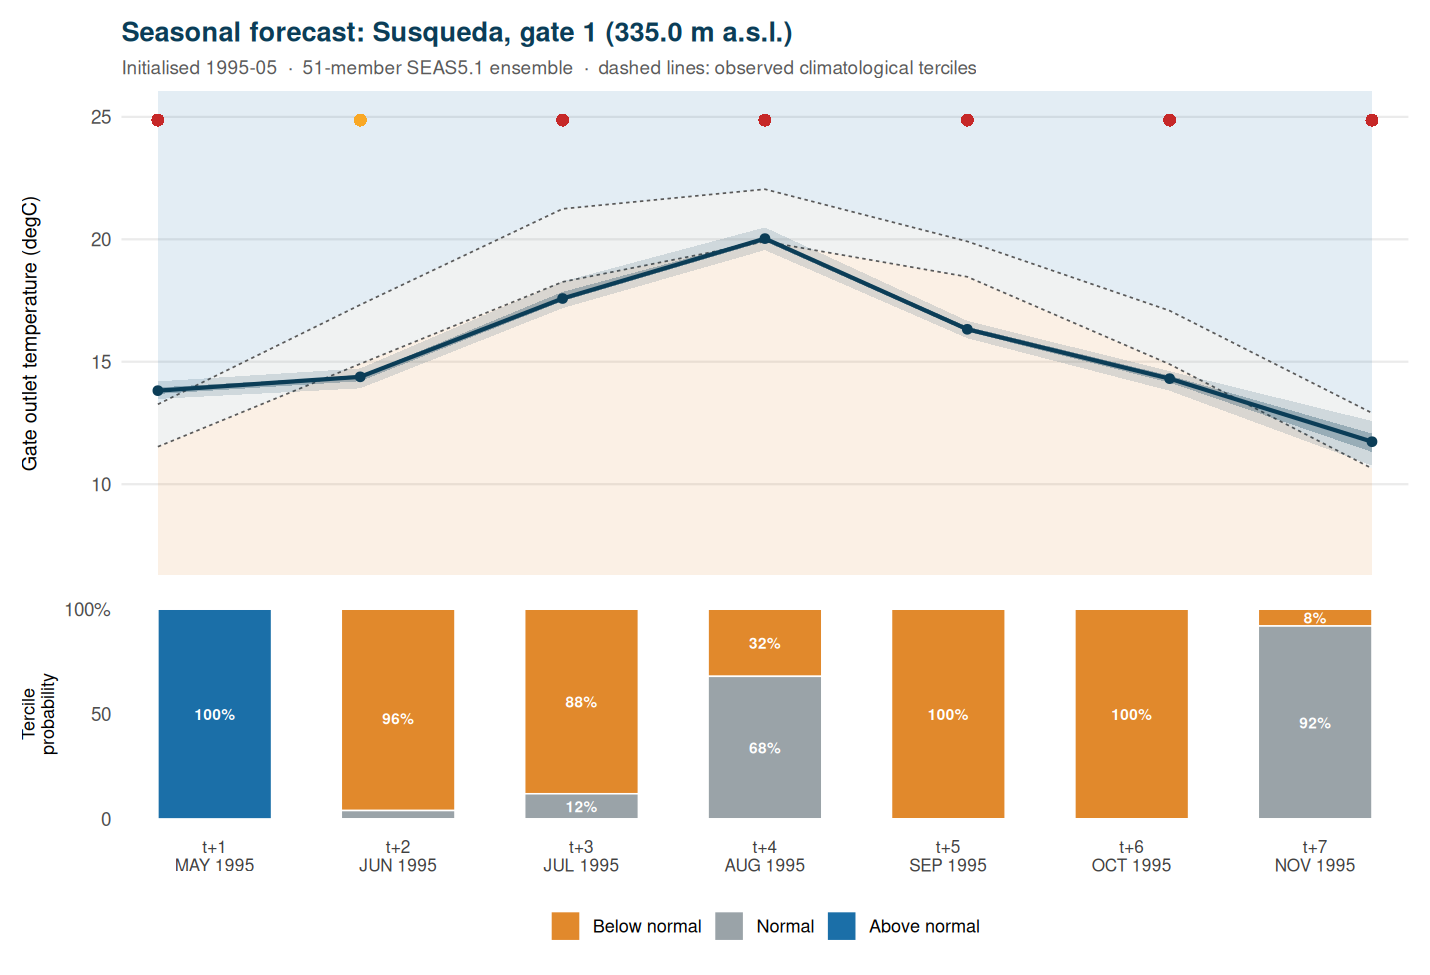 Seasonal forecast: Susqueda, gate 1 (335.0 m a.s.l.)
Initialised 1995-05 · 51-member SEAS5.1 ensemble · dashed lines: observed climatological terciles
Gate outlet temperature (degC)
25
20
15
10
Tercile
probability
100%
50
0
100%
96%
88%
12%
32%
68%
100%
100%
8%
92%
t+1
MAY 1995
t+2
JUN 1995
t+3
JUL 1995
t+4
AUG 1995
t+5
SEP 1995
t+6
OCT 1995
t+7
NOV 1995
Below normal
Normal
Above normal